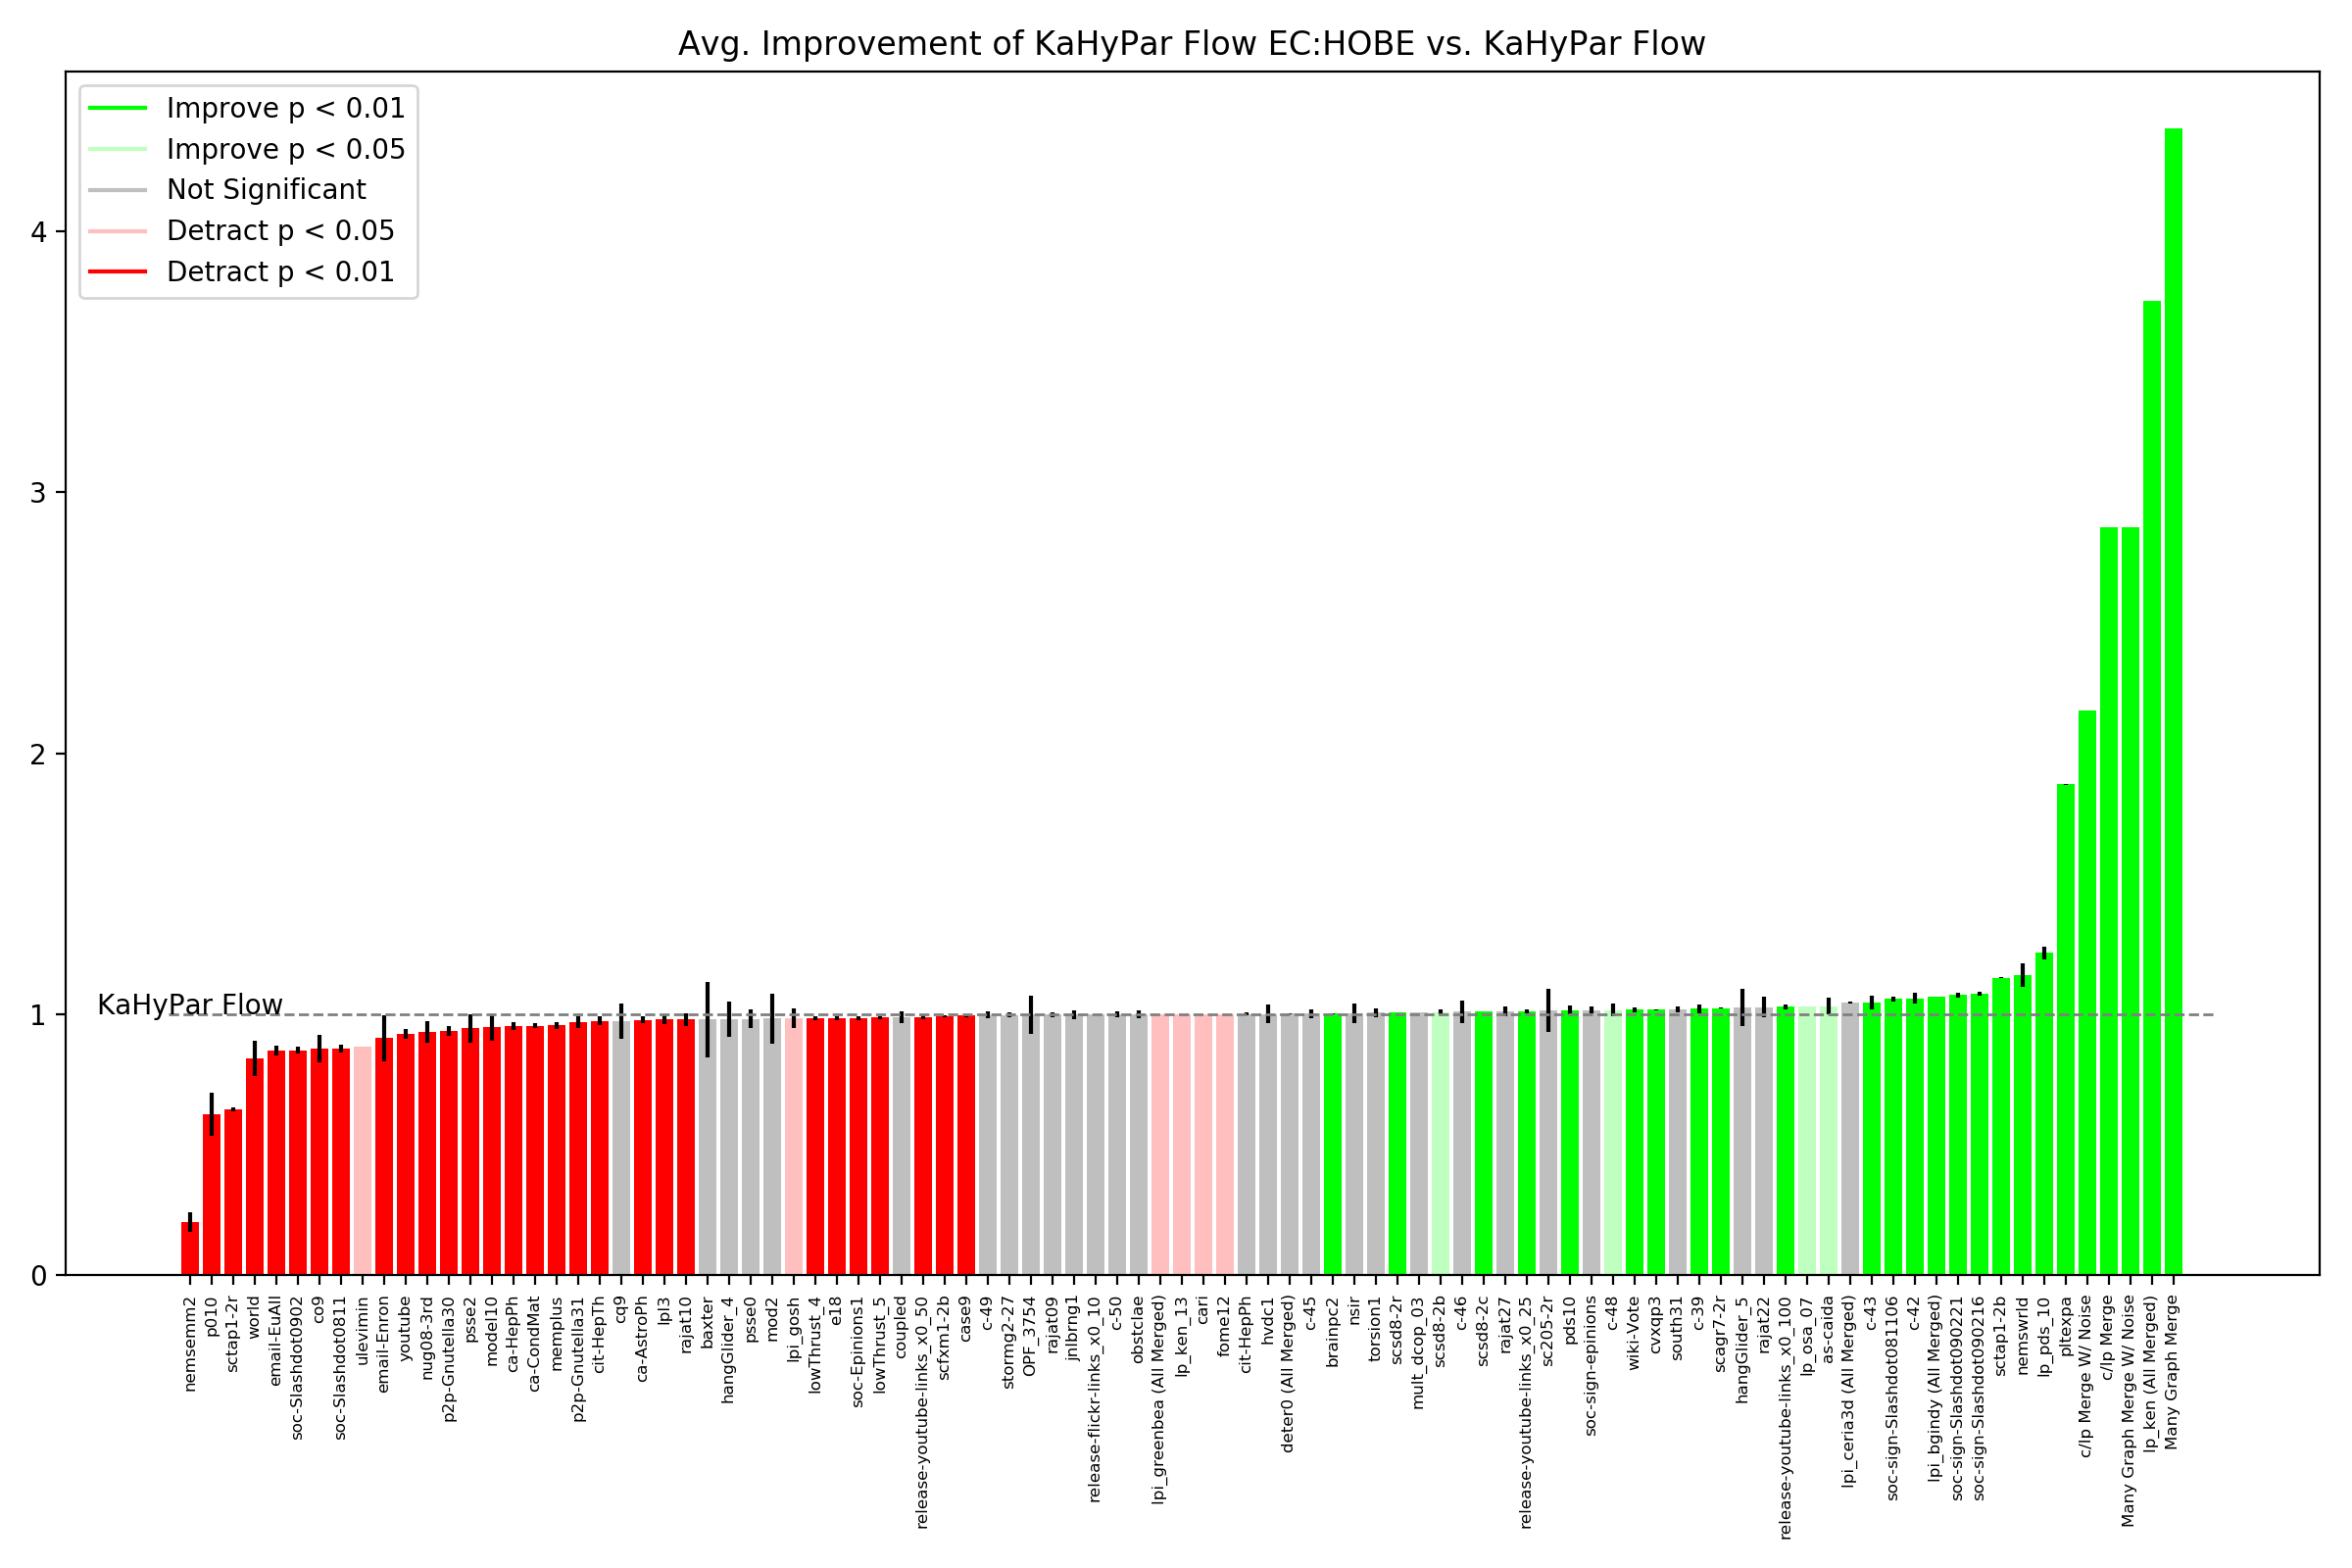 Avg. Improvement of KaHyPar Flow EC:HOBE vs. KaHyPar Flow
Improve p < 0.01
Improve p < 0.05
Not Significant
Detract p < 0.05
Detract p < 0.01
4
3
2
1
0
KaHyPar Flow
nemsemm2
p010
sctap1-2r
world
email-EuAll
soc-Slashdot0902
co9
soc-Slashdot0811
ulevimin
email-Enron
youtube
nug08-3rd
p2p-Gnutella30
psse2
model10
ca-HepPh
ca-CondMat
memplus
p2p-Gnutella31
cit-HepTh
cq9
ca-AstroPh
lpl3
rajat10
baxter
hangGlider_4
psse0
mod2
lpi_gosh
lowThrust_4
e18
soc-Epinions1
lowThrust_5
coupled
release-youtube-links_x0_50
scfxm1-2b
case9
c-49
stormg2-27
OPF_3754
rajat09
jnlbrng1
release-flickr-links_x0_10
c-50
obstclae
lpi_greenbea (All Merged)
lp_ken_13
cari
fome12
cit-HepPh
hvdc1
deter0 (All Merged)
c-45
brainpc2
nsir
torsion1
scsd8-2r
mult_dcop_03
scsd8-2b
c-46
scsd8-2c
rajat27
release-youtube-links_x0_25
sc205-2r
pds10
soc-sign-epinions
c-48
wiki-Vote
cvxqp3
south31
c-39
scagr7-2r
hangGlider_5
rajat22
release-youtube-links_x0_100
lp_osa_07
as-caida
lpi_ceria3d (All Merged)
c-43
soc-sign-Slashdot081106
c-42
lpi_bgindy (All Merged)
soc-sign-Slashdot090221
soc-sign-Slashdot090216
sctap1-2b
nemswrld
lp_pds_10
pltexpa
c/lp Merge W/ Noise
c/lp Merge
Many Graph Merge W/ Noise
lp_ken (All Merged)
Many Graph Merge